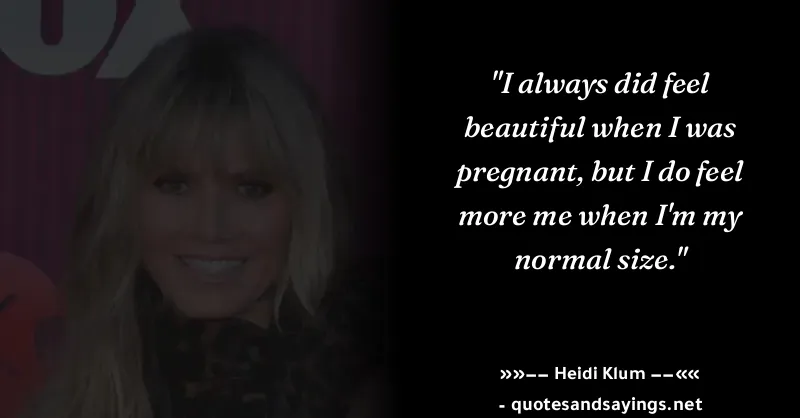 OX
"I always did feel
beautiful when I was
pregnant, but I do feel
more me when I'm my
normal size."
»»−− Heidi Klum −−««
- quotesandsayings.net